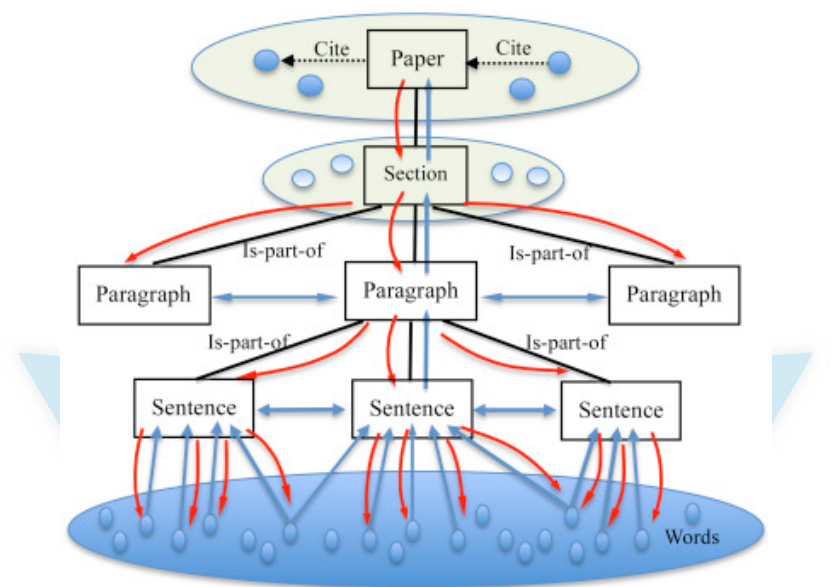 Cite Paper Cite
Section
Is-part-of Is-part-of
Paragraph Paragraph Paragraph
Is-part-of Is-part-of
Sentence Sentence Sentence
Words